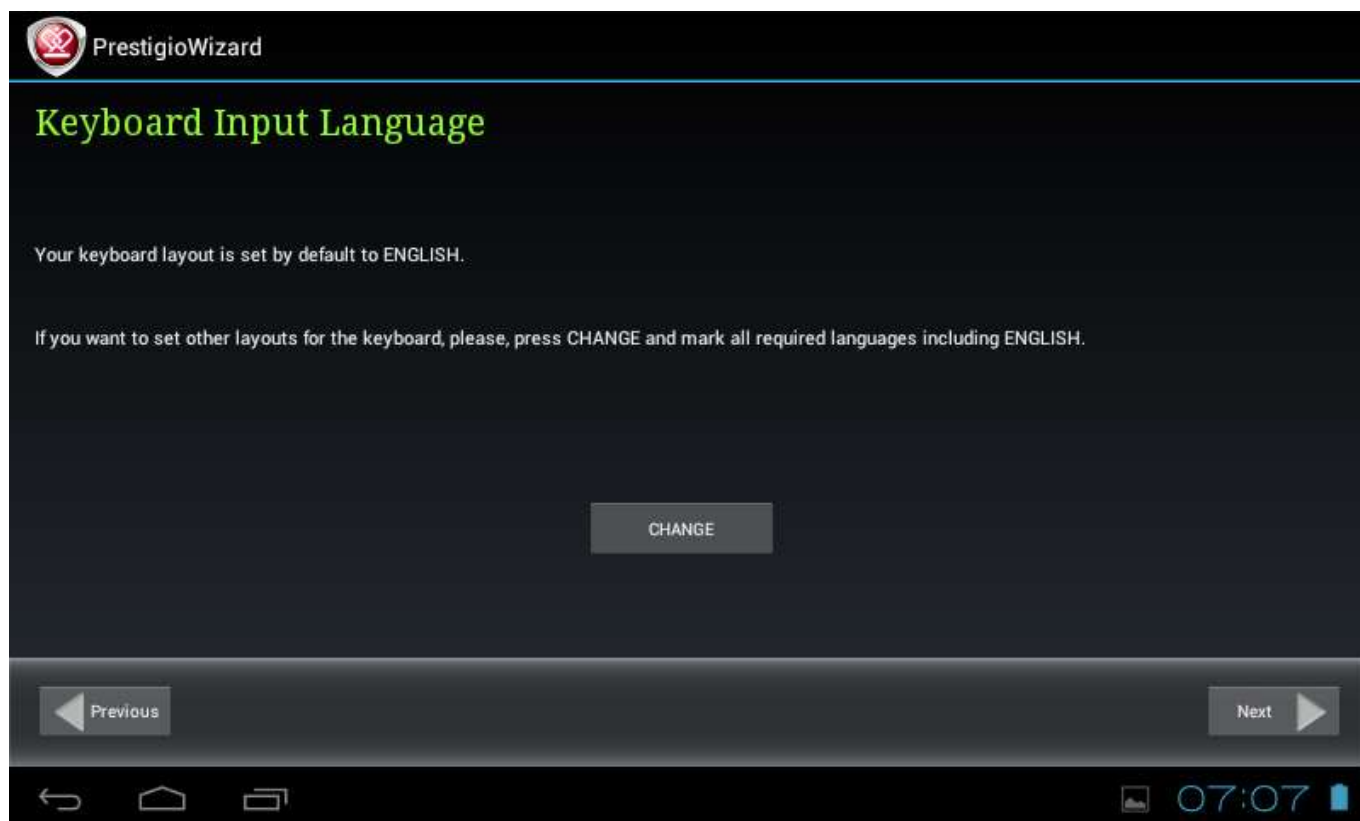 PrestigioWizard
Keyboard Input Language
Your keyboard layout is set by default to ENGLISH.
If you want to set other layouts for the keyboard, please, press CHANGE and mark all required languages including ENGLISH.
CHANGE
Previous
Next
07:07